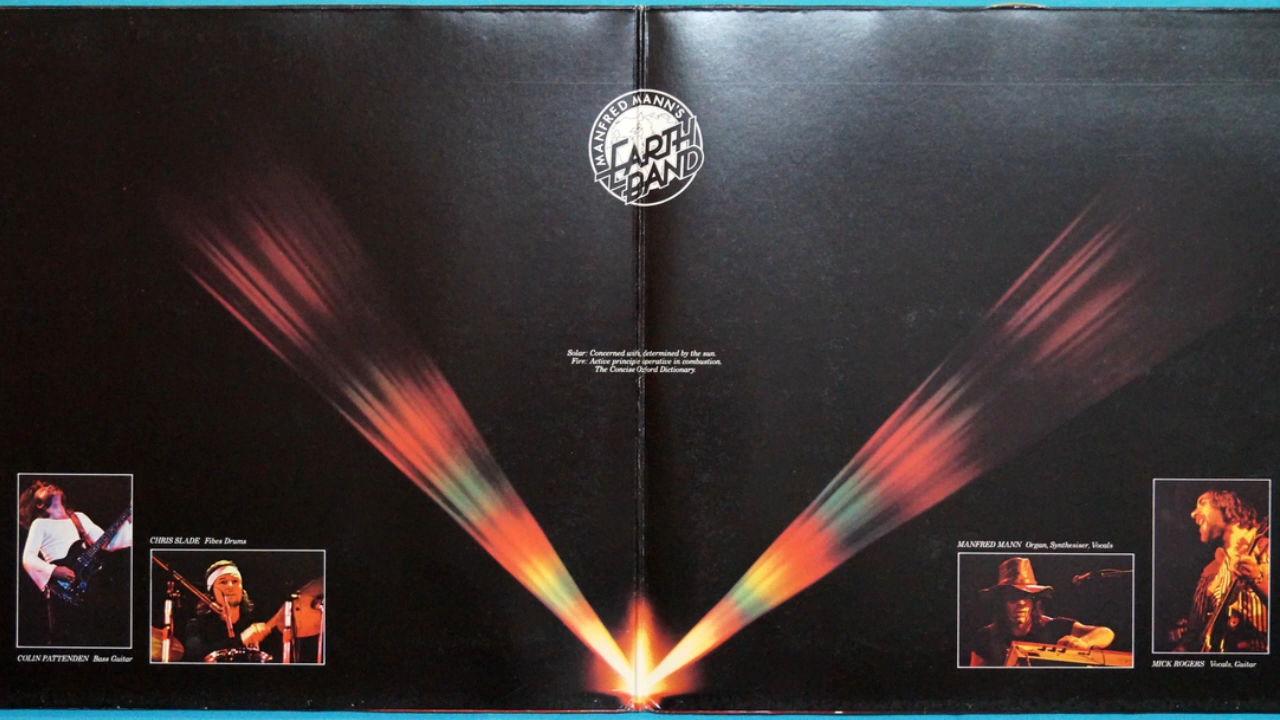 MANFRED MANN'S
EARTH
BAND
Solar: Concerned with, determined by the sun.
Fire: Active principle operative in combustion.
The Concise Oxford Dictionary.
COLIN PATTENDEN Bass Guitar
CHRIS SLADE Fibes Drums
MANFRED MANN Organ, Synthesiser, Vocals
MICK ROGERS Vocals, Guitar